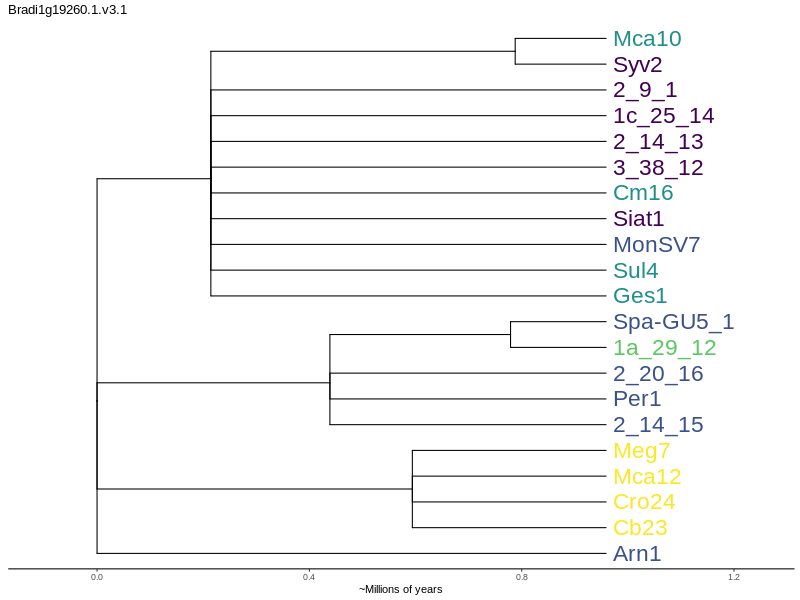 Bradi1g19260.1.v3.1
Mca10
Syv2
2_9_1
1c_25_14
2_14_13
3_38_12
Cm16
Siat1
MonSV7
Sul4
Ges1
Spa-GU5_1
1a_29_12
2_20_16
Per1
2_14_15
Meg7
Mca12
Cro24
Cb23
Arn1
0.0 0.4 0.8 1.2
~Millions of years